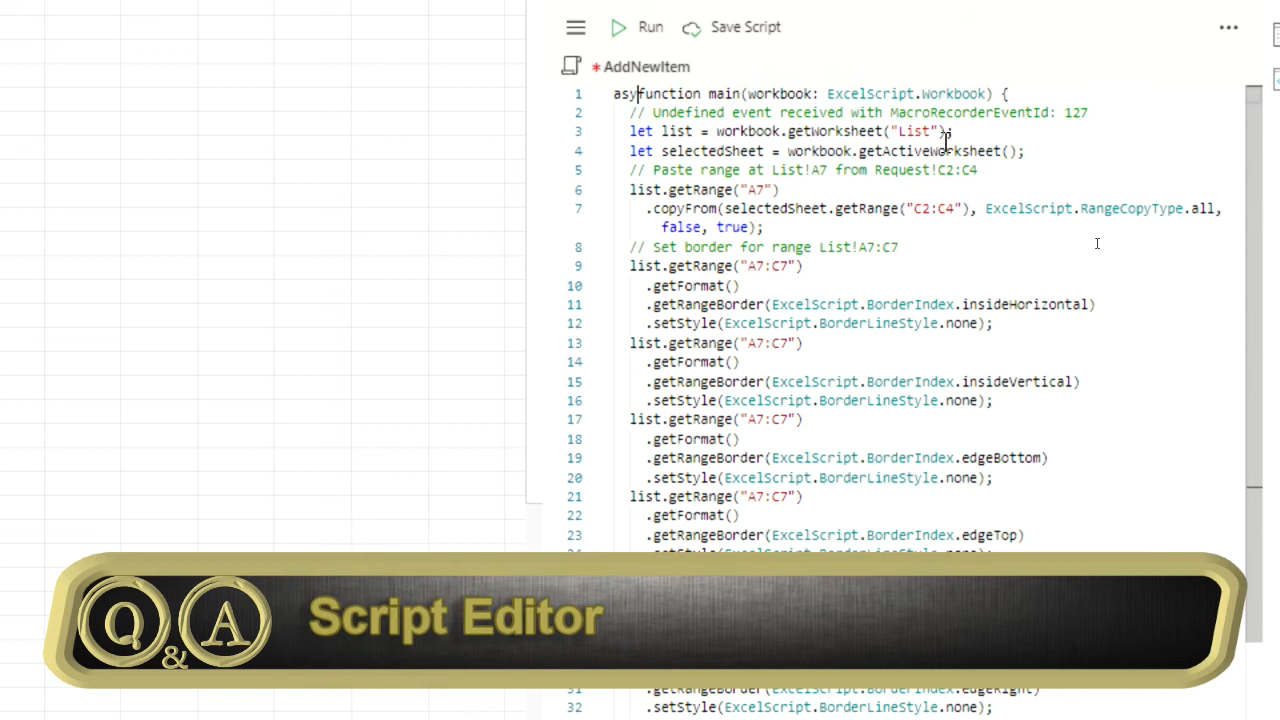 Run
Save Script
* AddNewItem
1 asyfunction main(workbook: ExcelScript.Workbook) {
2 // Undefined event received with MacroRecorderEventId: 127
3 let list = workbook.getWorksheet("List");
4 let selectedSheet = workbook.getActiveWorksheet();
5 // Paste range at List!A7 from Request!C2:C4
6 list.getRange("A7")
7 .copyFrom(selectedSheet.getRange("C2:C4"), ExcelScript.RangeCopyType.all,
false, true);
8 // Set border for range List!A7:C7
9 list.getRange("A7:C7")
10 .getFormat()
11 .getRangeBorder(ExcelScript.BorderIndex.insideHorizontal)
12 .setStyle(ExcelScript.BorderLineStyle.none);
13 list.getRange("A7:C7")
14 .getFormat()
15 .getRangeBorder(ExcelScript.BorderIndex.insideVertical)
16 .setStyle(ExcelScript.BorderLineStyle.none);
17 list.getRange("A7:C7")
18 .getFormat()
19 .getRangeBorder(ExcelScript.BorderIndex.edgeBottom)
20 .setStyle(ExcelScript.BorderLineStyle.none);
21 list.getRange("A7:C7")
22 .getFormat()
23 .getRangeBorder(ExcelScript.BorderIndex.edgeTop)
Q & A
Script Editor
31 .getRangeBorder(ExcelScript.BorderIndex.edgeRight)
32 .setStyle(ExcelScript.BorderLineStyle.none);